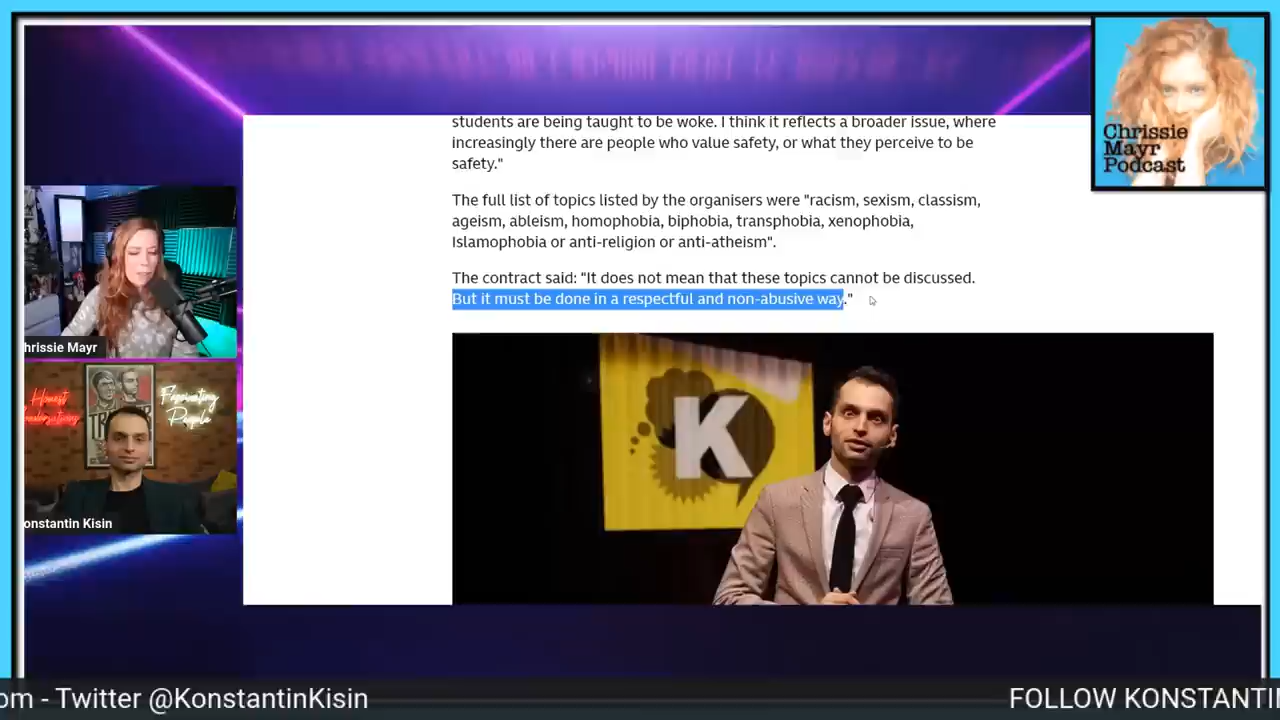 students are being taught to be woke. I think it reflects a broader issue, where
increasingly there are people who value safety, or what they perceive to be
safety."
The full list of topics listed by the organisers were "racism, sexism, classism,
ageism, ableism, homophobia, biphobia, transphobia, xenophobia,
Islamophobia or anti-religion or anti-atheism".
The contract said: "It does not mean that these topics cannot be discussed.
But it must be done in a respectful and non-abusive way."
K
Chrissie
Mayr
Podcast
hrissie Mayr
Honest
Fascinating
People
onstantin Kisin
om - Twitter @KonstantinKisin
FOLLOW KONSTANTI